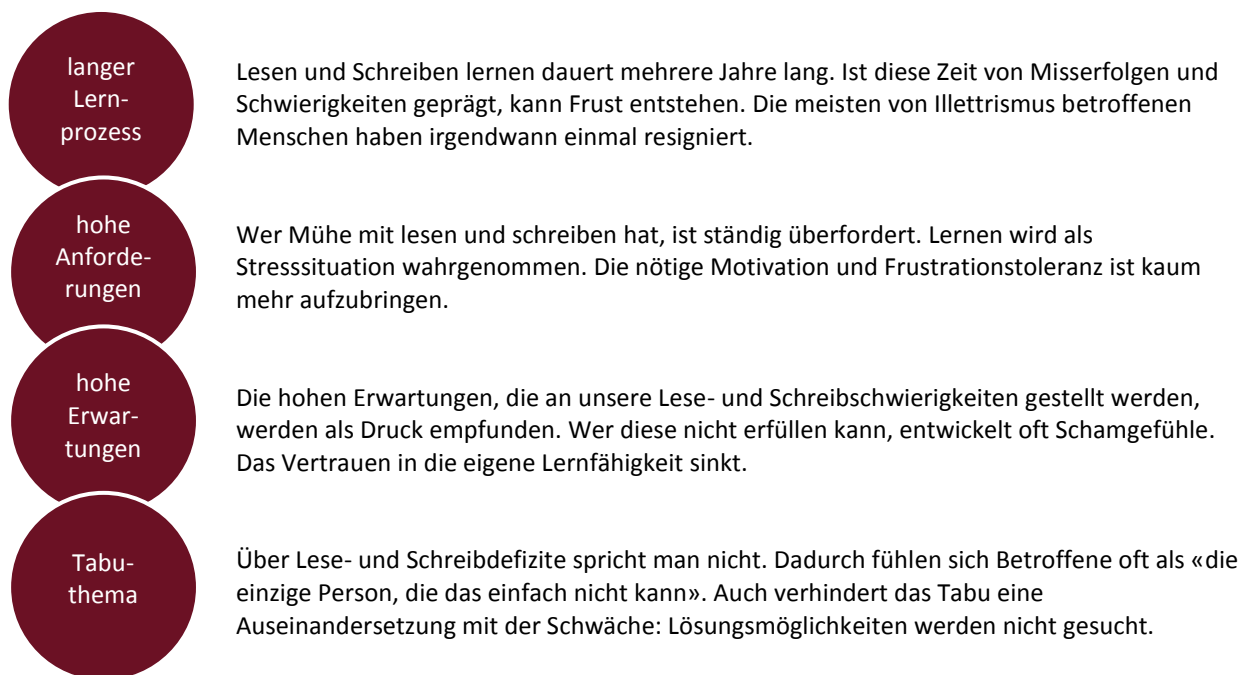 langer
Lern-
prozess
Lesen und Schreiben lernen dauert mehrere Jahre lang. Ist diese Zeit von Misserfolgen und
Schwierigkeiten geprägt, kann Frust entstehen. Die meisten von Illettrismus betroffenen
Menschen haben irgendwann einmal resigniert.
hohe
Anforde-
rungen
Wer Mühe mit lesen und schreiben hat, ist ständig überfordert. Lernen wird als
Stresssituation wahrgenommen. Die nötige Motivation und Frustrationstoleranz ist kaum
mehr aufzubringen.
hohe
Erwar-
tungen
Die hohen Erwartungen, die an unsere Lese- und Schreibschwierigkeiten gestellt werden,
werden als Druck empfunden. Wer diese nicht erfüllen kann, entwickelt oft Schamgefühle.
Das Vertrauen in die eigene Lernfähigkeit sinkt.
Tabu-
thema
Über Lese- und Schreibdefizite spricht man nicht. Dadurch fühlen sich Betroffene oft als «die
einzige Person, die das einfach nicht kann». Auch verhindert das Tabu eine
Auseinandersetzung mit der Schwäche: Lösungsmöglichkeiten werden nicht gesucht.